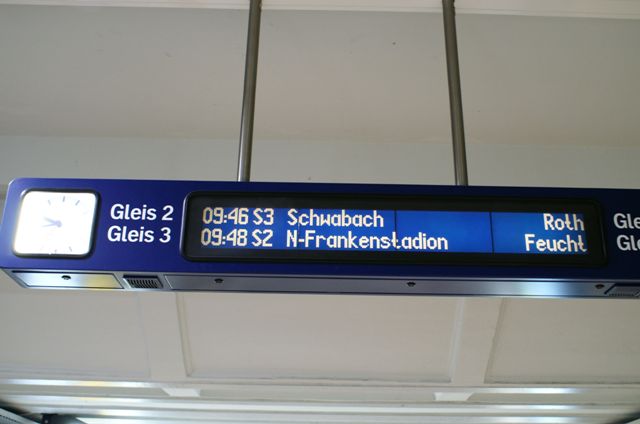 Gleis 2 09:46 S3 Schwabach Roth
Gleis 3 09:48 S2 N-Frankenstadion Feucht